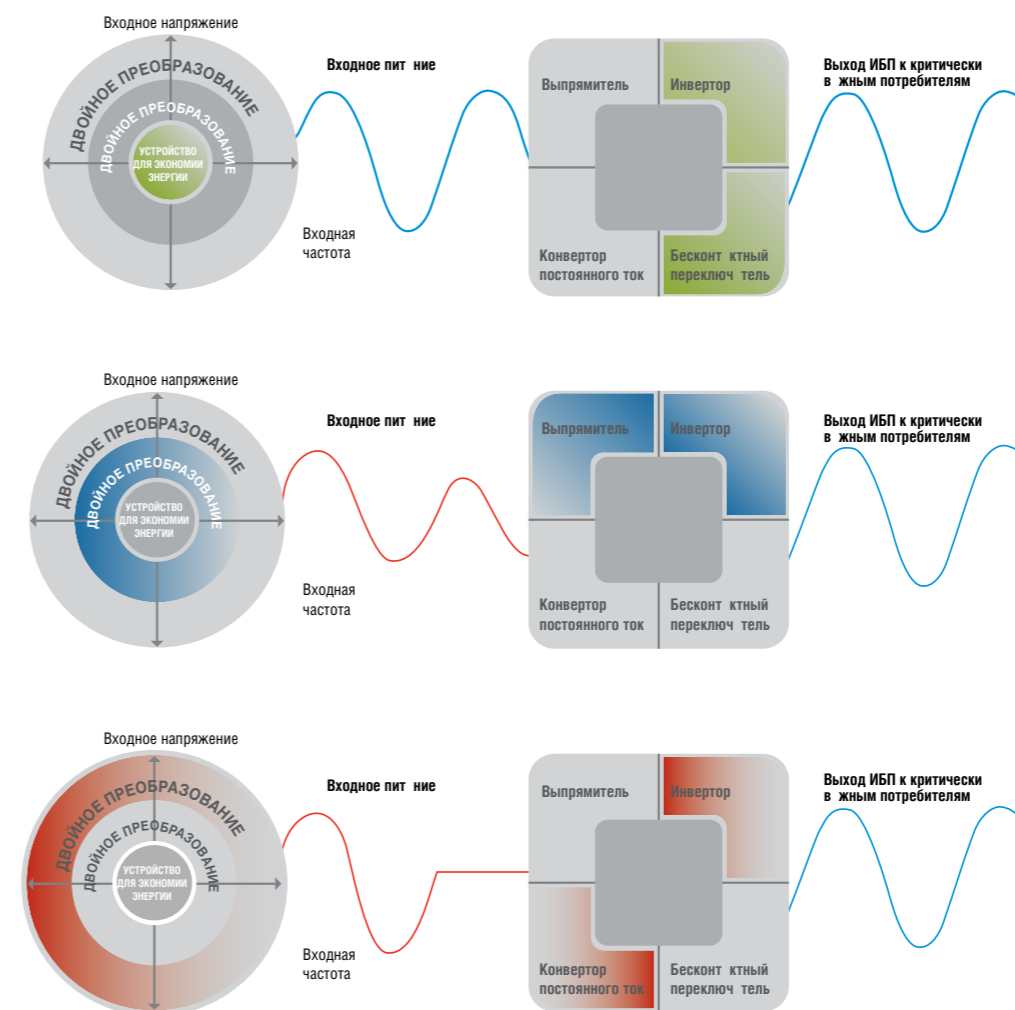 Входное напряжение
ДВОЙНОЕ ПРЕОБРАЗОВАНИЕ
ДВОЙНОЕ ПРЕОБРАЗОВАНИЕ
УСТРОЙСТВО
ДЛЯ ЭКОНОМИИ
ЭНЕРГИИ
Входная
частота
Входное пит ние
Выпрямитель
Инвертор
Конвертор
постоянного ток
Бесконт ктный
переключ тель
Выход ИБП к критически
в жным потребителям
Входное напряжение
ДВОЙНОЕ ПРЕОБРАЗОВАНИЕ
ДВОЙНОЕ ПРЕОБРАЗОВАНИЕ
УСТРОЙСТВО
ДЛЯ ЭКОНОМИИ
ЭНЕРГИИ
Входная
частота
Входное пит ние
Выпрямитель
Инвертор
Конвертор
постоянного ток
Бесконт ктный
переключ тель
Выход ИБП к критически
в жным потребителям
Входное напряжение
ДВОЙНОЕ ПРЕОБРАЗОВАНИЕ
ДВОЙНОЕ ПРЕОБРАЗОВАНИЕ
УСТРОЙСТВО
ДЛЯ ЭКОНОМИИ
ЭНЕРГИИ
Входная
частота
Входное пит ние
Выпрямитель
Инвертор
Конвертор
постоянного ток
Бесконт ктный
переключ тель
Выход ИБП к критически
в жным потребителям